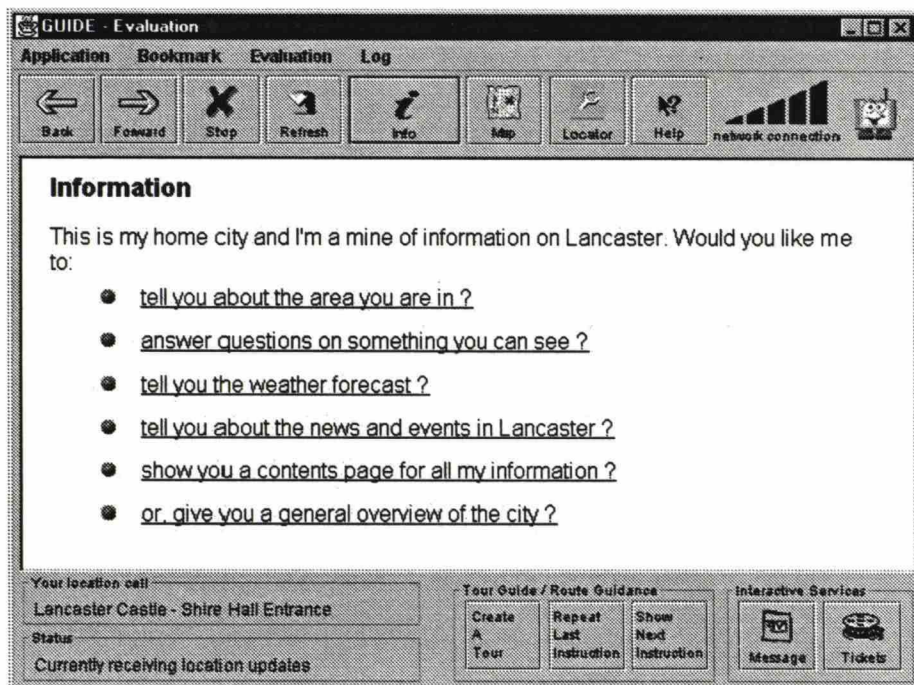 GUIDE - Evaluation
Application Bookmark Evaluation Log
Back Forward Stop Refresh Info Map Locator Help network connection
Information
This is my home city and I'm a mine of information on Lancaster. Would you like me
to:
tell you about the area you are in ?
answer questions on something you can see ?
tell you the weather forecast ?
tell you about the news and events in Lancaster ?
show you a contents page for all my information ?
or, give you a general overview of the city ?
Your location cell
Lancaster Castle - Shire Hall Entrance
Status
Currently receiving location updates
Tour Guide / Route Guidance
Create
A
Tour
Repeat
Last
Instruction
Show
Next
Instruction
Interactive Services
Message
Tickets